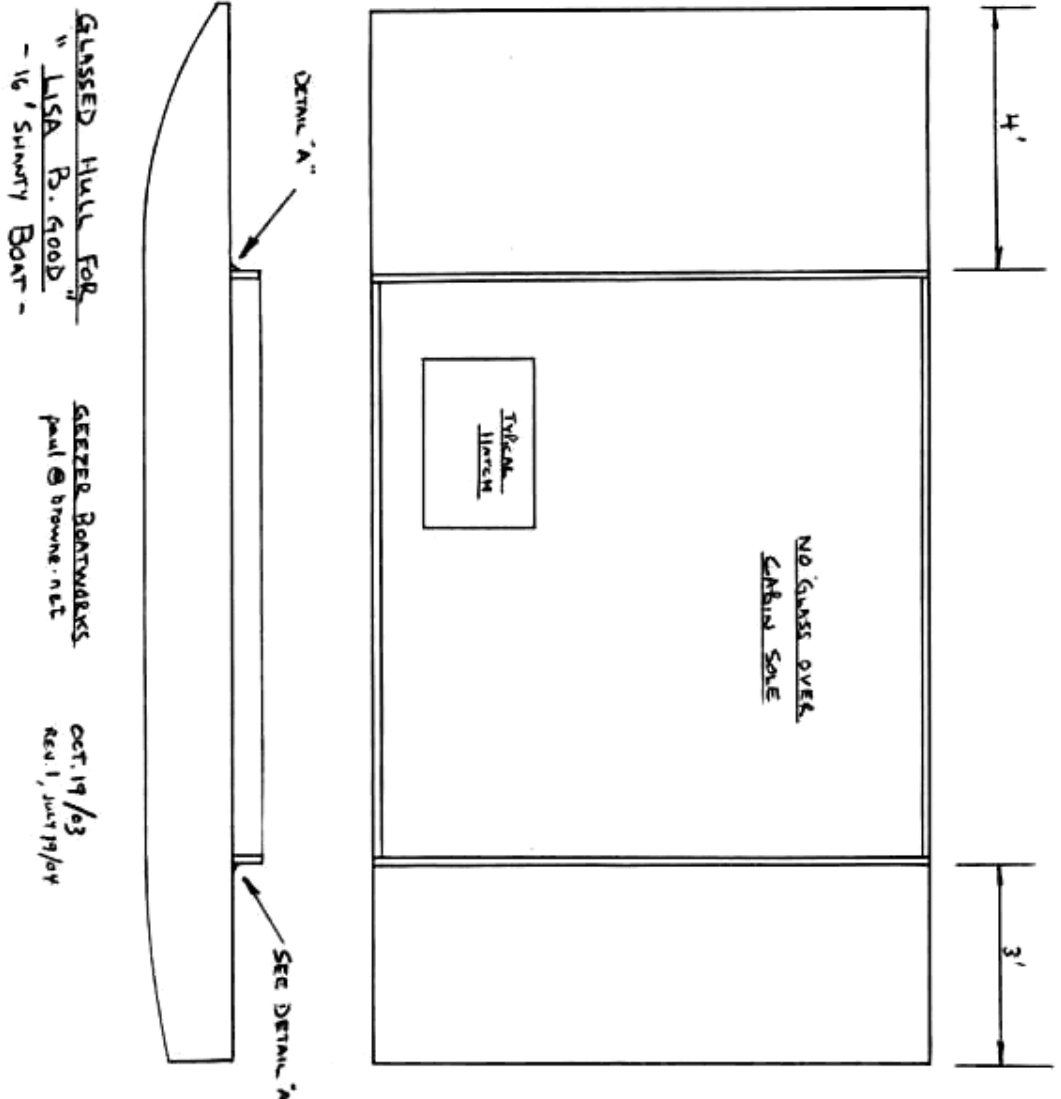 4'
3'
DETAIL "A"
SEE DETAIL "A
TYPICAL
HATCH
NO GLASS OVER
CABIN SOLE
GLASSED HULL FOR
"LISA B. GOOD"
- 16' SHANTY BOAT -
GEEZER BOATWORKS
paul@browne.net
OCT. 19/03
REV. 1, JULY 19/04